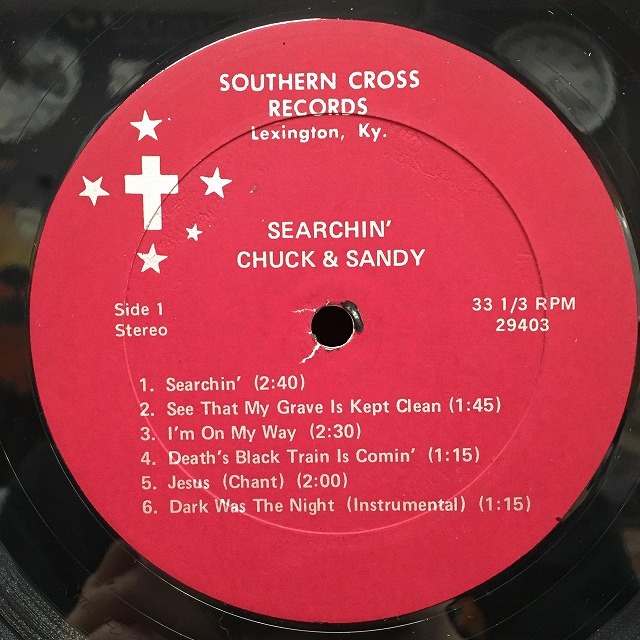 SOUTHERN CROSS
RECORDS
Lexington, Ky.
SEARCHIN'
CHUCK & SANDY
Side 1
Stereo
33 1/3 RPM
29403
1. Searchin' (2:40)
2. See That My Grave Is Kept Clean (1:45)
3. I'm On My Way (2:30)
4. Death's Black Train Is Comin' (1:15)
5. Jesus (Chant) (2:00)
6. Dark Was The Night (Instrumental) (1:15)